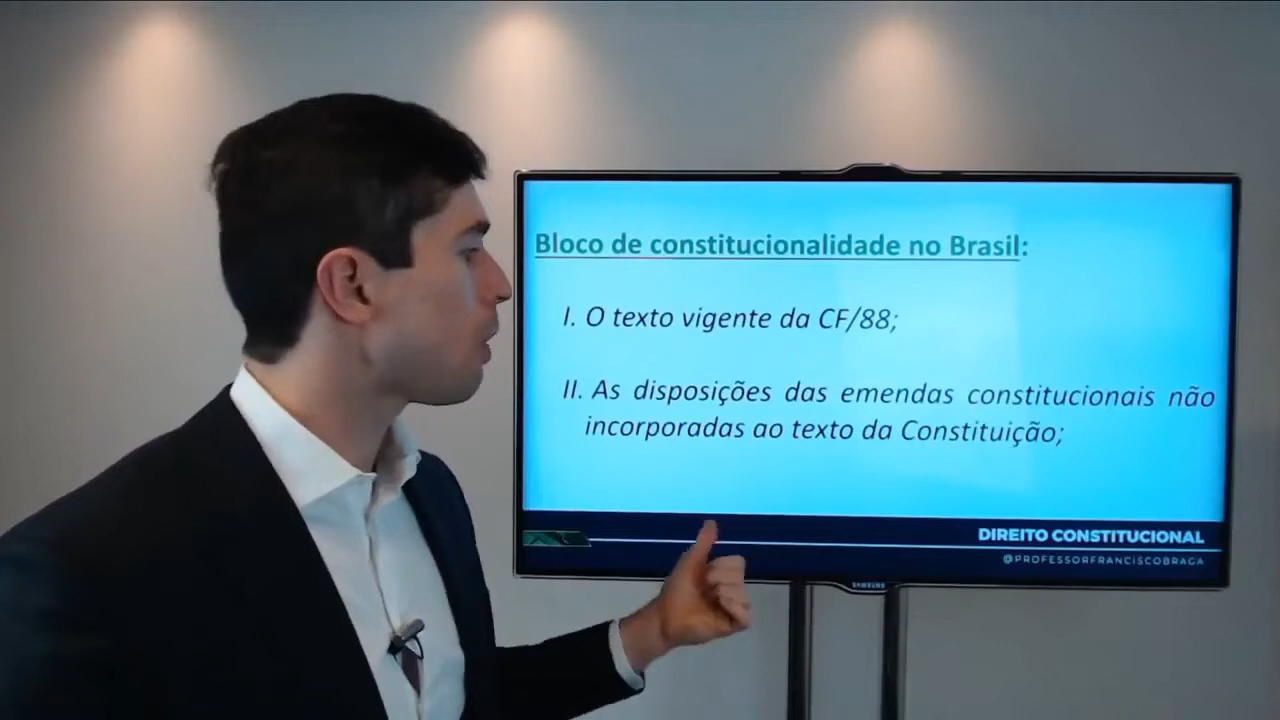 Bloco de constitucionalidade no Brasil:
I. O texto vigente da CF/88;
II. As disposições das emendas constitucionais não
incorporadas ao texto da Constituição;
DIREITO CONSTITUCIONAL
@PROFESSORFRANCISCOBRAGA
SAMSUNG